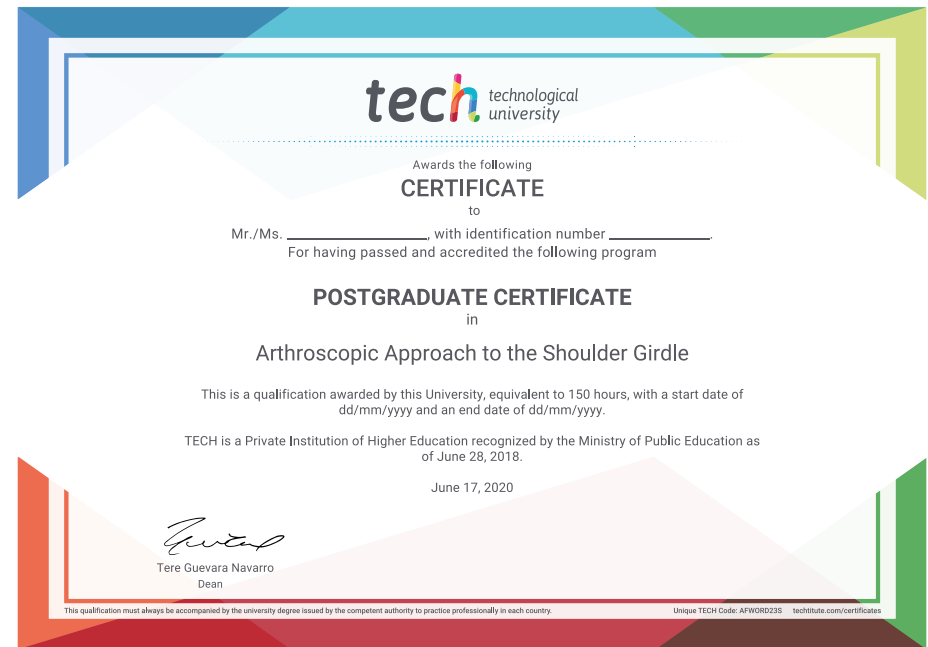 tech technological
university
Awards the following
CERTIFICATE
to
Mr./Ms. ____________________, with identification number ______________.
For having passed and accredited the following program
POSTGRADUATE CERTIFICATE
in
Arthroscopic Approach to the Shoulder Girdle
This is a qualification awarded by this University, equivalent to 150 hours, with a start date of
dd/mm/yyyy and an end date of dd/mm/yyyy.
TECH is a Private Institution of Higher Education recognized by the Ministry of Public Education as
of June 28, 2018.
June 17, 2020
Tere Guevara Navarro
Dean
This qualification must always be accompanied by the university degree issued by the competent authority to practice professionally in each country.
Unique TECH Code: AFWORD23S techtitute.com/certificates